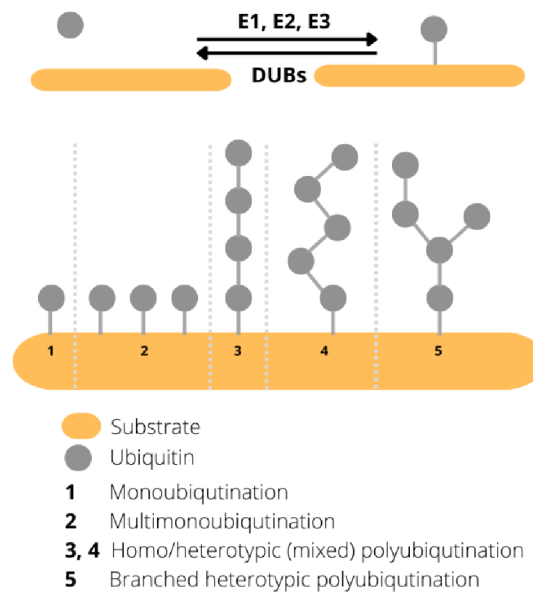 E1, E2, E3
DUBs
1 2 3 4 5
Substrate
Ubiquitin
1 Monoubiqutination
2 Multimonoubiqutination
3, 4 Homo/heterotypic (mixed) polyubiqutination
5 Branched heterotypic polyubiqutination